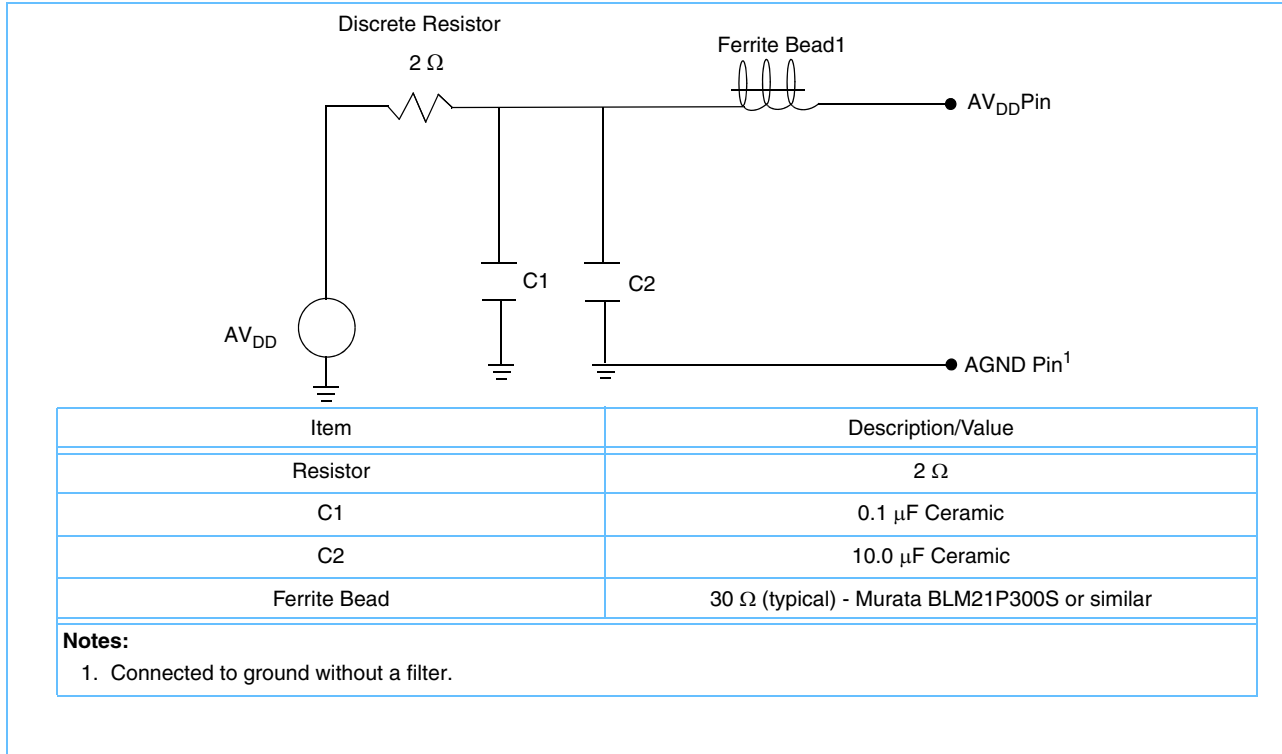 Discrete Resistor
2 Ω
Ferrite Bead1
AVDDPin
C1
C2
AVDD
AGND Pin1
Item Description/Value
Resistor 2 Ω
C1 0.1 μF Ceramic
C2 10.0 μF Ceramic
Ferrite Bead 30 Ω (typical) - Murata BLM21P300S or similar
Notes:
1. Connected to ground without a filter.